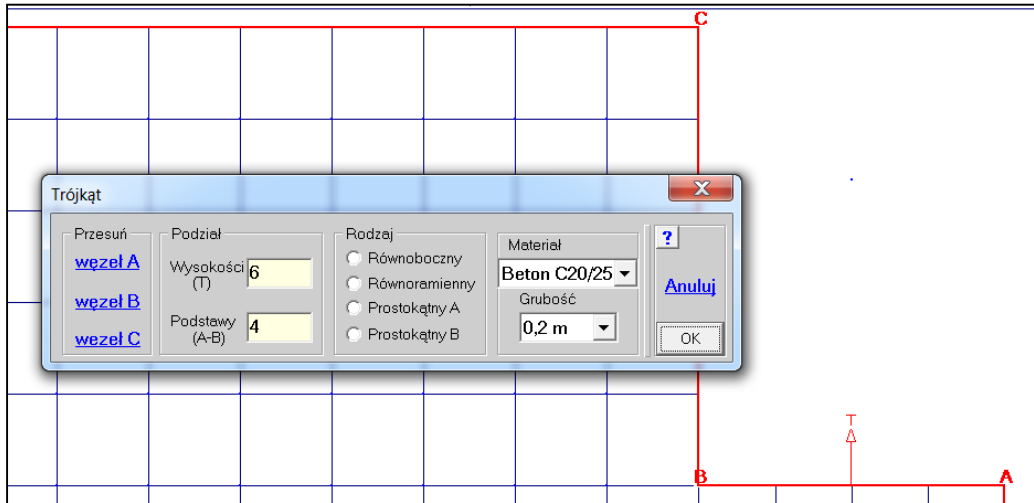 C
Trójkąt
X
Przesuń
węzeł A
węzeł B
wezeł C
Podział
Wysokości
(T)
6
Podstawy
(A-B)
4
Rodzaj
Równoboczny
Równoramienny
Prostokątny A
Prostokątny B
Materiał
Beton C20/25
Grubość
0,2 m
?
Anuluj
OK
T
B
A